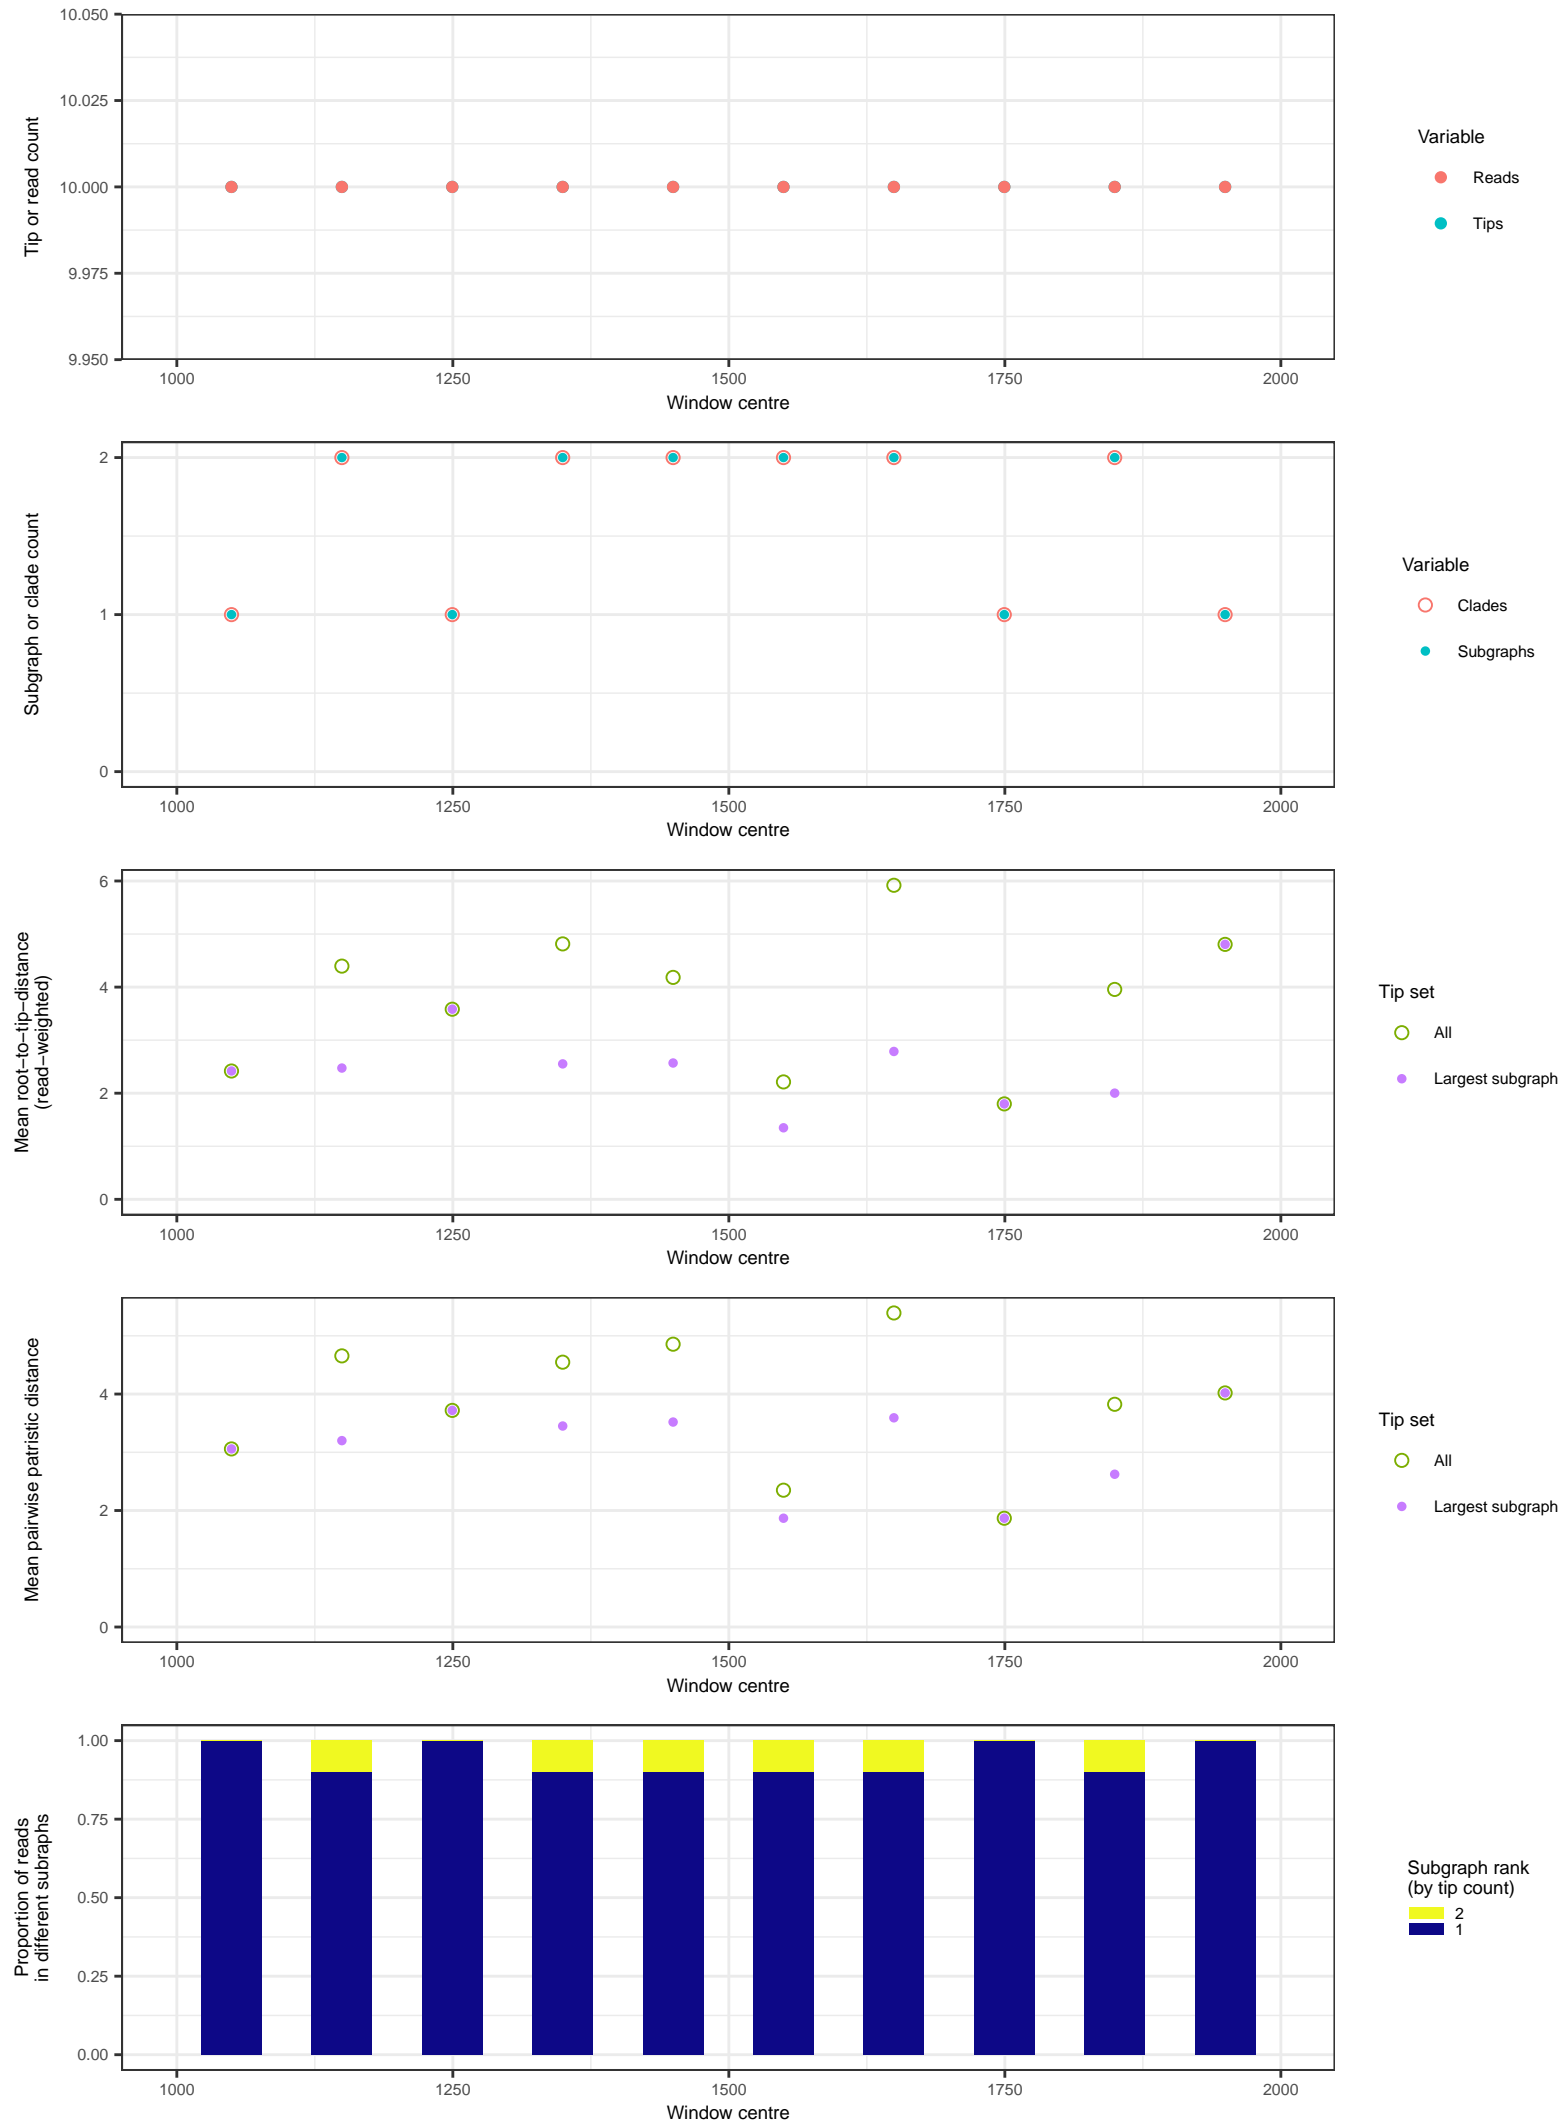 Tip or read count
10.050
10.025
10.000
9.975
9.950
1000 1250 1500 1750 2000
Window centre
Variable
Reads
Tips
Subgraph or clade count
2
1
0
1000 1250 1500 1750 2000
Window centre
Variable
Clades
Subgraphs
Mean root−to−tip−distance
(read−weighted)
6
4
2
0
1000 1250 1500 1750 2000
Window centre
Tip set
All
Largest subgraph
Mean pairwise patristic distance
4
2
0
1000 1250 1500 1750 2000
Window centre
Tip set
All
Largest subgraph
Proportion of reads
in different subraphs
1.00
0.75
0.50
0.25
0.00
1000 1250 1500 1750 2000
Window centre
Subgraph rank
(by tip count)
2
1